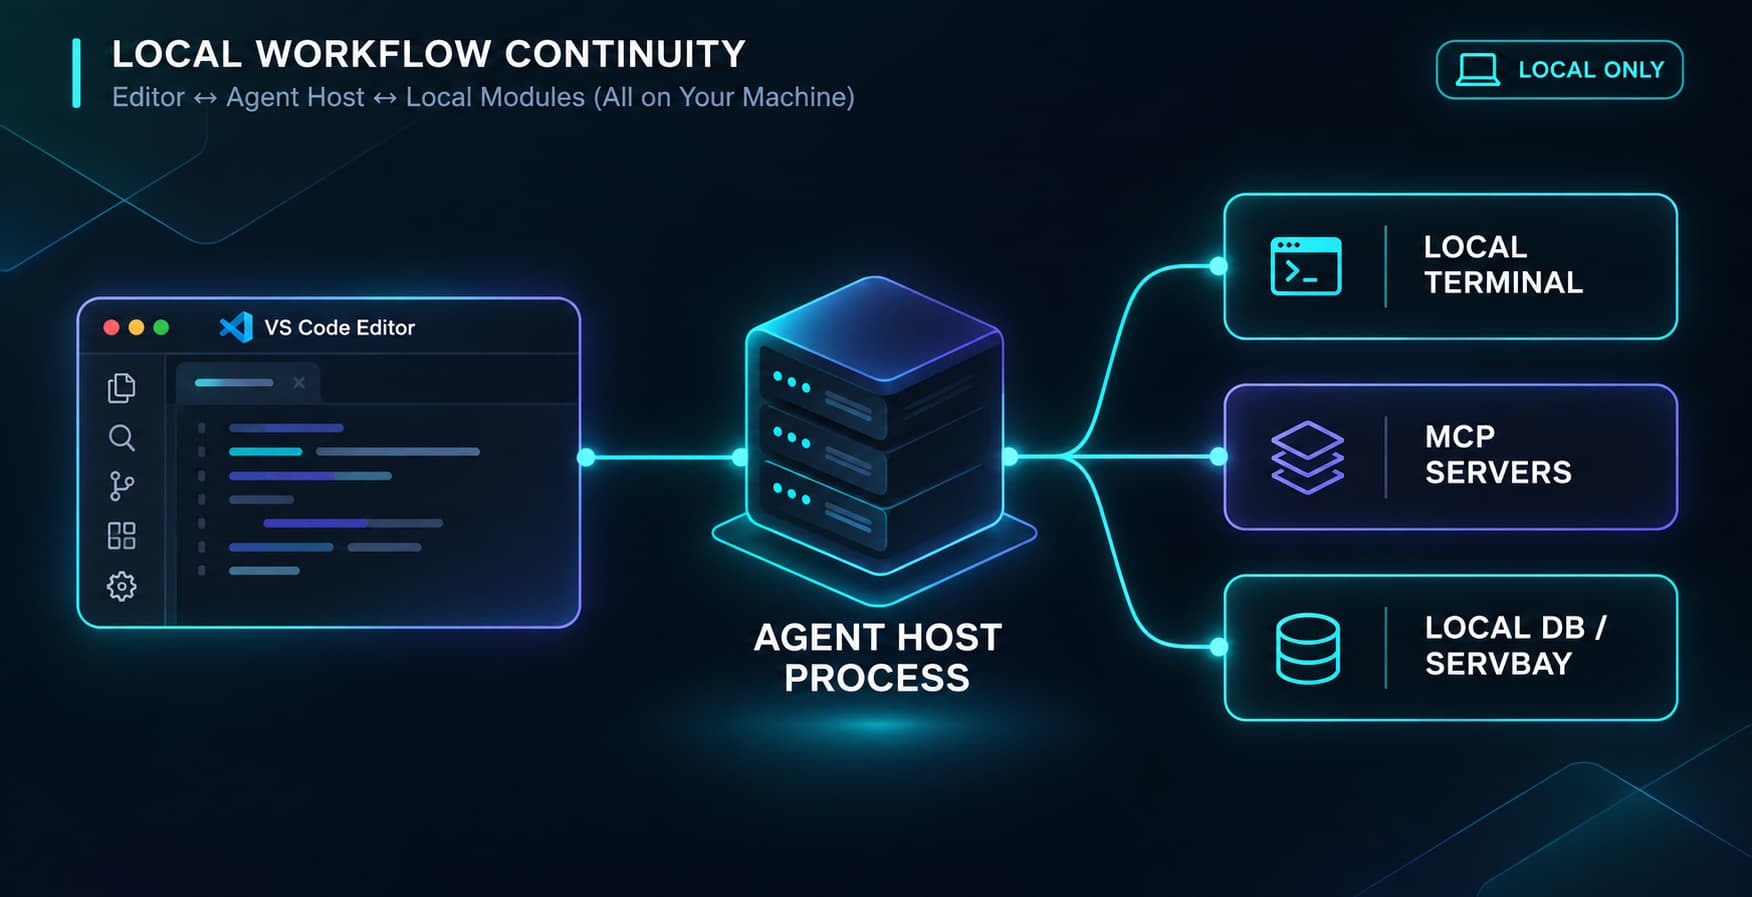 LOCAL WORKFLOW CONTINUITY
Editor ↔ Agent Host ↔ Local Modules (All on Your Machine)
LOCAL ONLY
VS Code Editor
AGENT HOST
PROCESS
LOCAL
TERMINAL
MCP
SERVERS
LOCAL DB /
SERVBAY